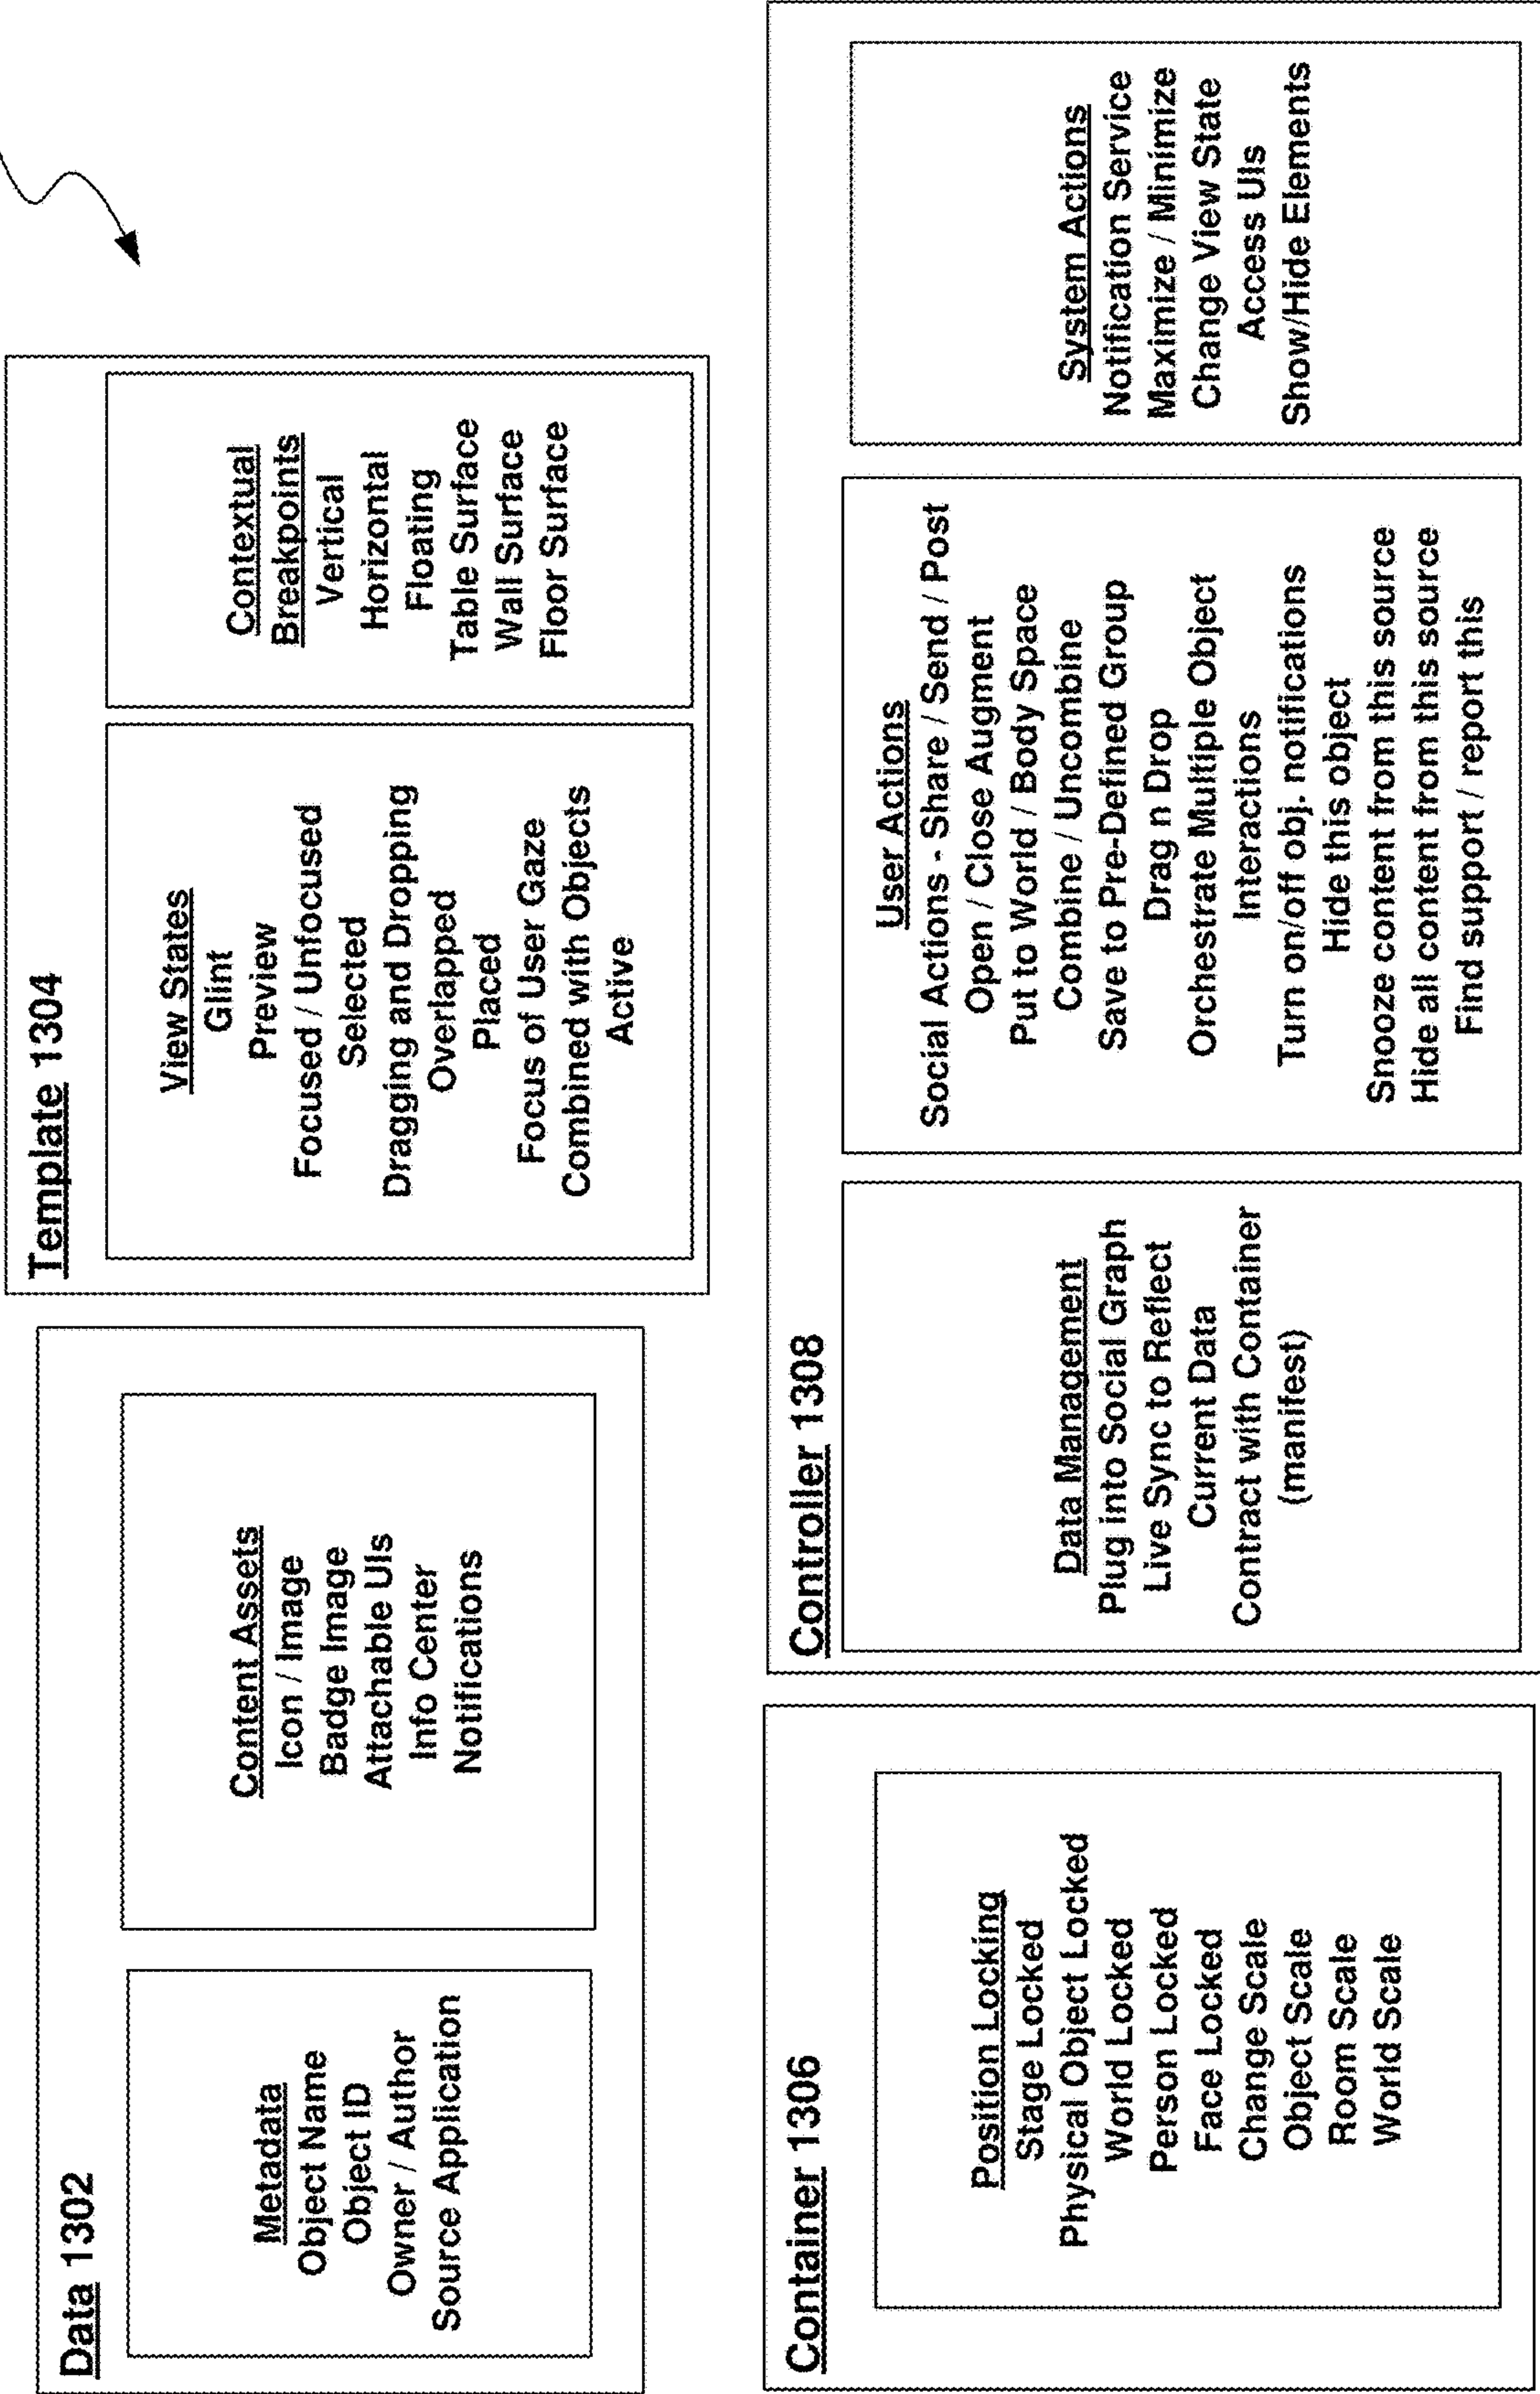 Data 1302
Metadata
Object Name
Object ID
Owner / Author
Source Application
Content Assets
Icon / Image
Badge Image
Attachable UIs
Info Center
Notifications
Template 1304
View States
Glint
Preview
Focused / Unfocused
Selected
Dragging and Dropping
Overlapped
Placed
Focus of User Gaze
Combined with Objects
Active
Contextual
Breakpoints
Vertical
Horizontal
Floating
Table Surface
Wall Surface
Floor Surface
Container 1306
Position Locking
Stage Locked
Physical Object Locked
World Locked
Person Locked
Face Locked
Change Scale
Object Scale
Room Scale
World Scale
Controller 1308
Data Management
Plug into Social Graph
Live Sync to Reflect
Current Data
Contract with Container
(manifest)
User Actions
Social Actions - Share / Send / Post
Open / Close Augment
Put to World / Body Space
Combine / Uncombine
Save to Pre-Defined Group
Drag n Drop
Orchestrate Multiple Object
Interactions
Turn on/off obj. notifications
Hide this object
Snooze content from this source
Hide all content from this source
Find support / report this
System Actions
Notification Service
Maximize / Minimize
Change View State
Access UIs
Show/Hide Elements